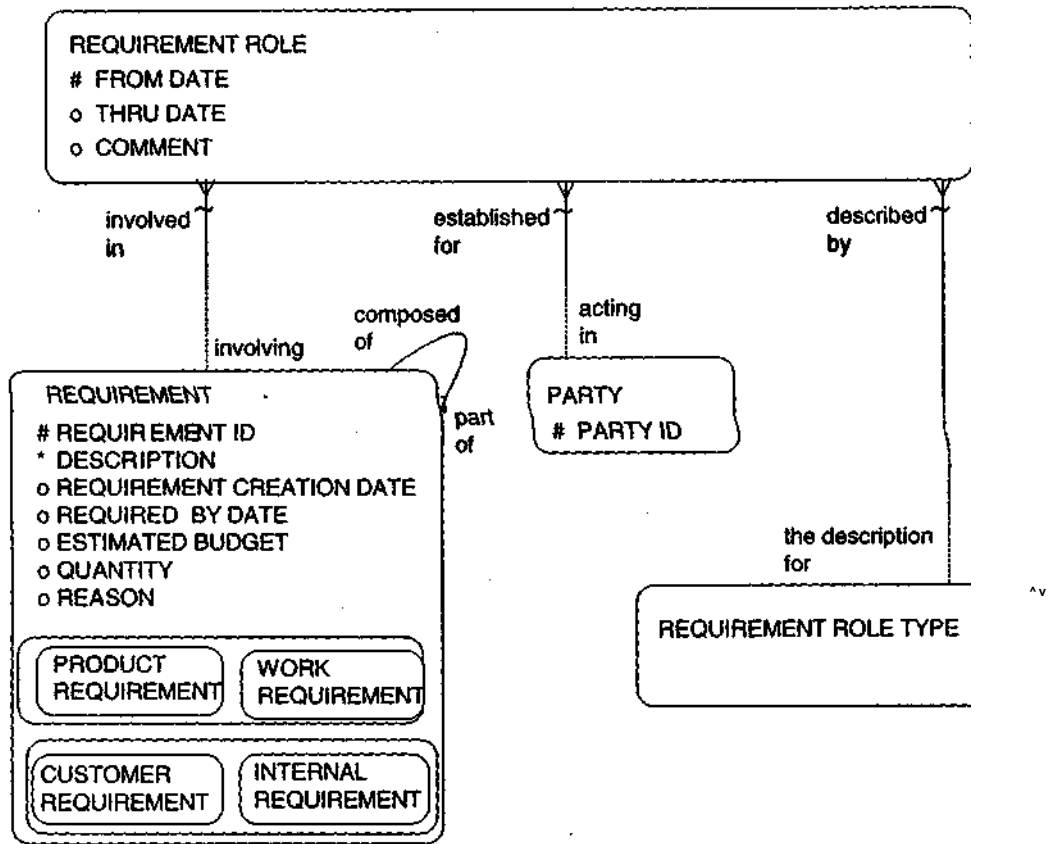 REQUIREMENT ROLE
# FROM DATE
o THRU DATE
o COMMENT
involved
in
established
for
described
by
composed
of
acting
in
involving
part
of
REQUIREMENT
# REQUIREMENT ID
* DESCRIPTION
o REQUIREMENT CREATION DATE
o REQUIRED BY DATE
o ESTIMATED BUDGET
o QUANTITY
o REASON
PARTY
# PARTY ID
the description
for
REQUIREMENT ROLE TYPE
PRODUCT
REQUIREMENT
WORK
REQUIREMENT
CUSTOMER
REQUIREMENT
INTERNAL
REQUIREMENT